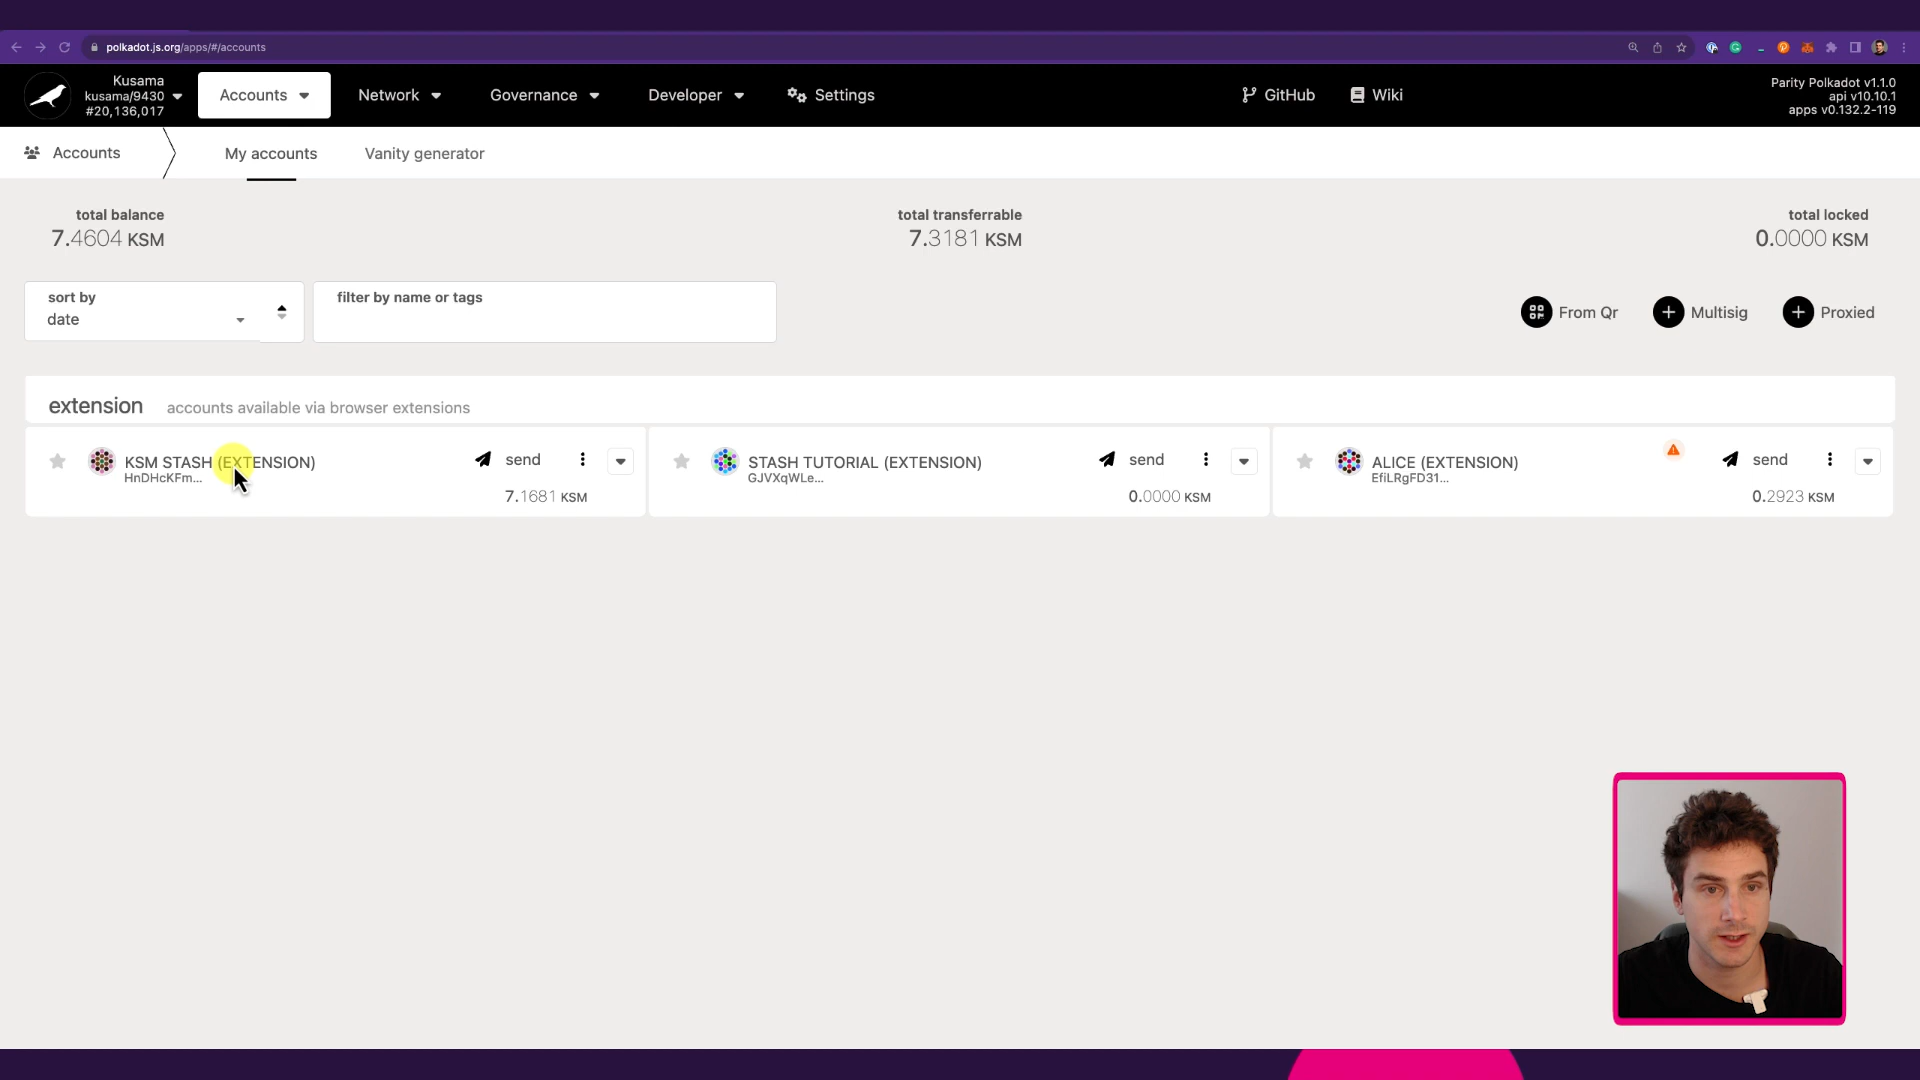 polkadot.js.org/apps/#/accounts
Kusama
kusama/9430
#20,136,017
Accounts
Network
Governance
Developer
Settings
GitHub
Wiki
Parity Polkadot v1.1.0
api v10.10.1
apps v0.132.2-119
Accounts
My accounts
Vanity generator
total balance
7.4604 KSM
total transferrable
7.3181 KSM
total locked
0.0000 KSM
sort by
date
filter by name or tags
From Qr
Multisig
Proxied
extension accounts available via browser extensions
KSM STASH (EXTENSION)
HnDHcKFm...
send
7.1681 KSM
STASH TUTORIAL (EXTENSION)
GJVXqWLe...
send
0.0000 KSM
ALICE (EXTENSION)
EfiLRgFD31...
send
0.2923 KSM